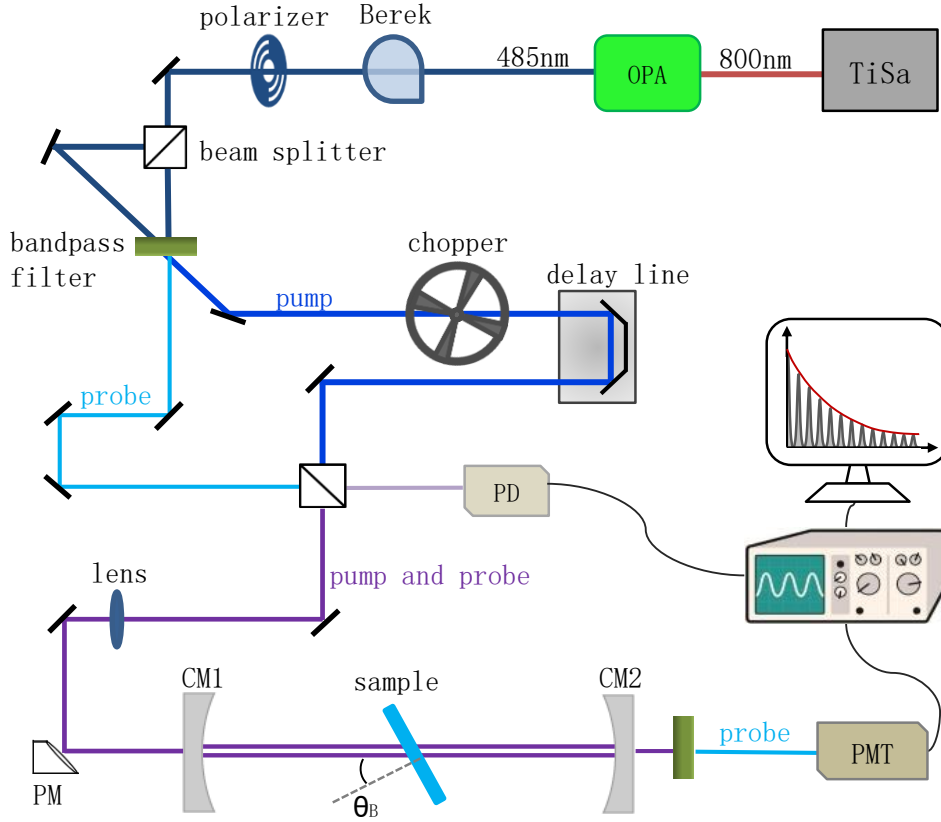 polarizer
Berek
485nm
OPA
800nm
TiSa
beam splitter
bandpass
filter
chopper
delay line
pump
probe
PD
lens
pump and probe
CM1
sample
CM2
probe
PMT
PM
θB